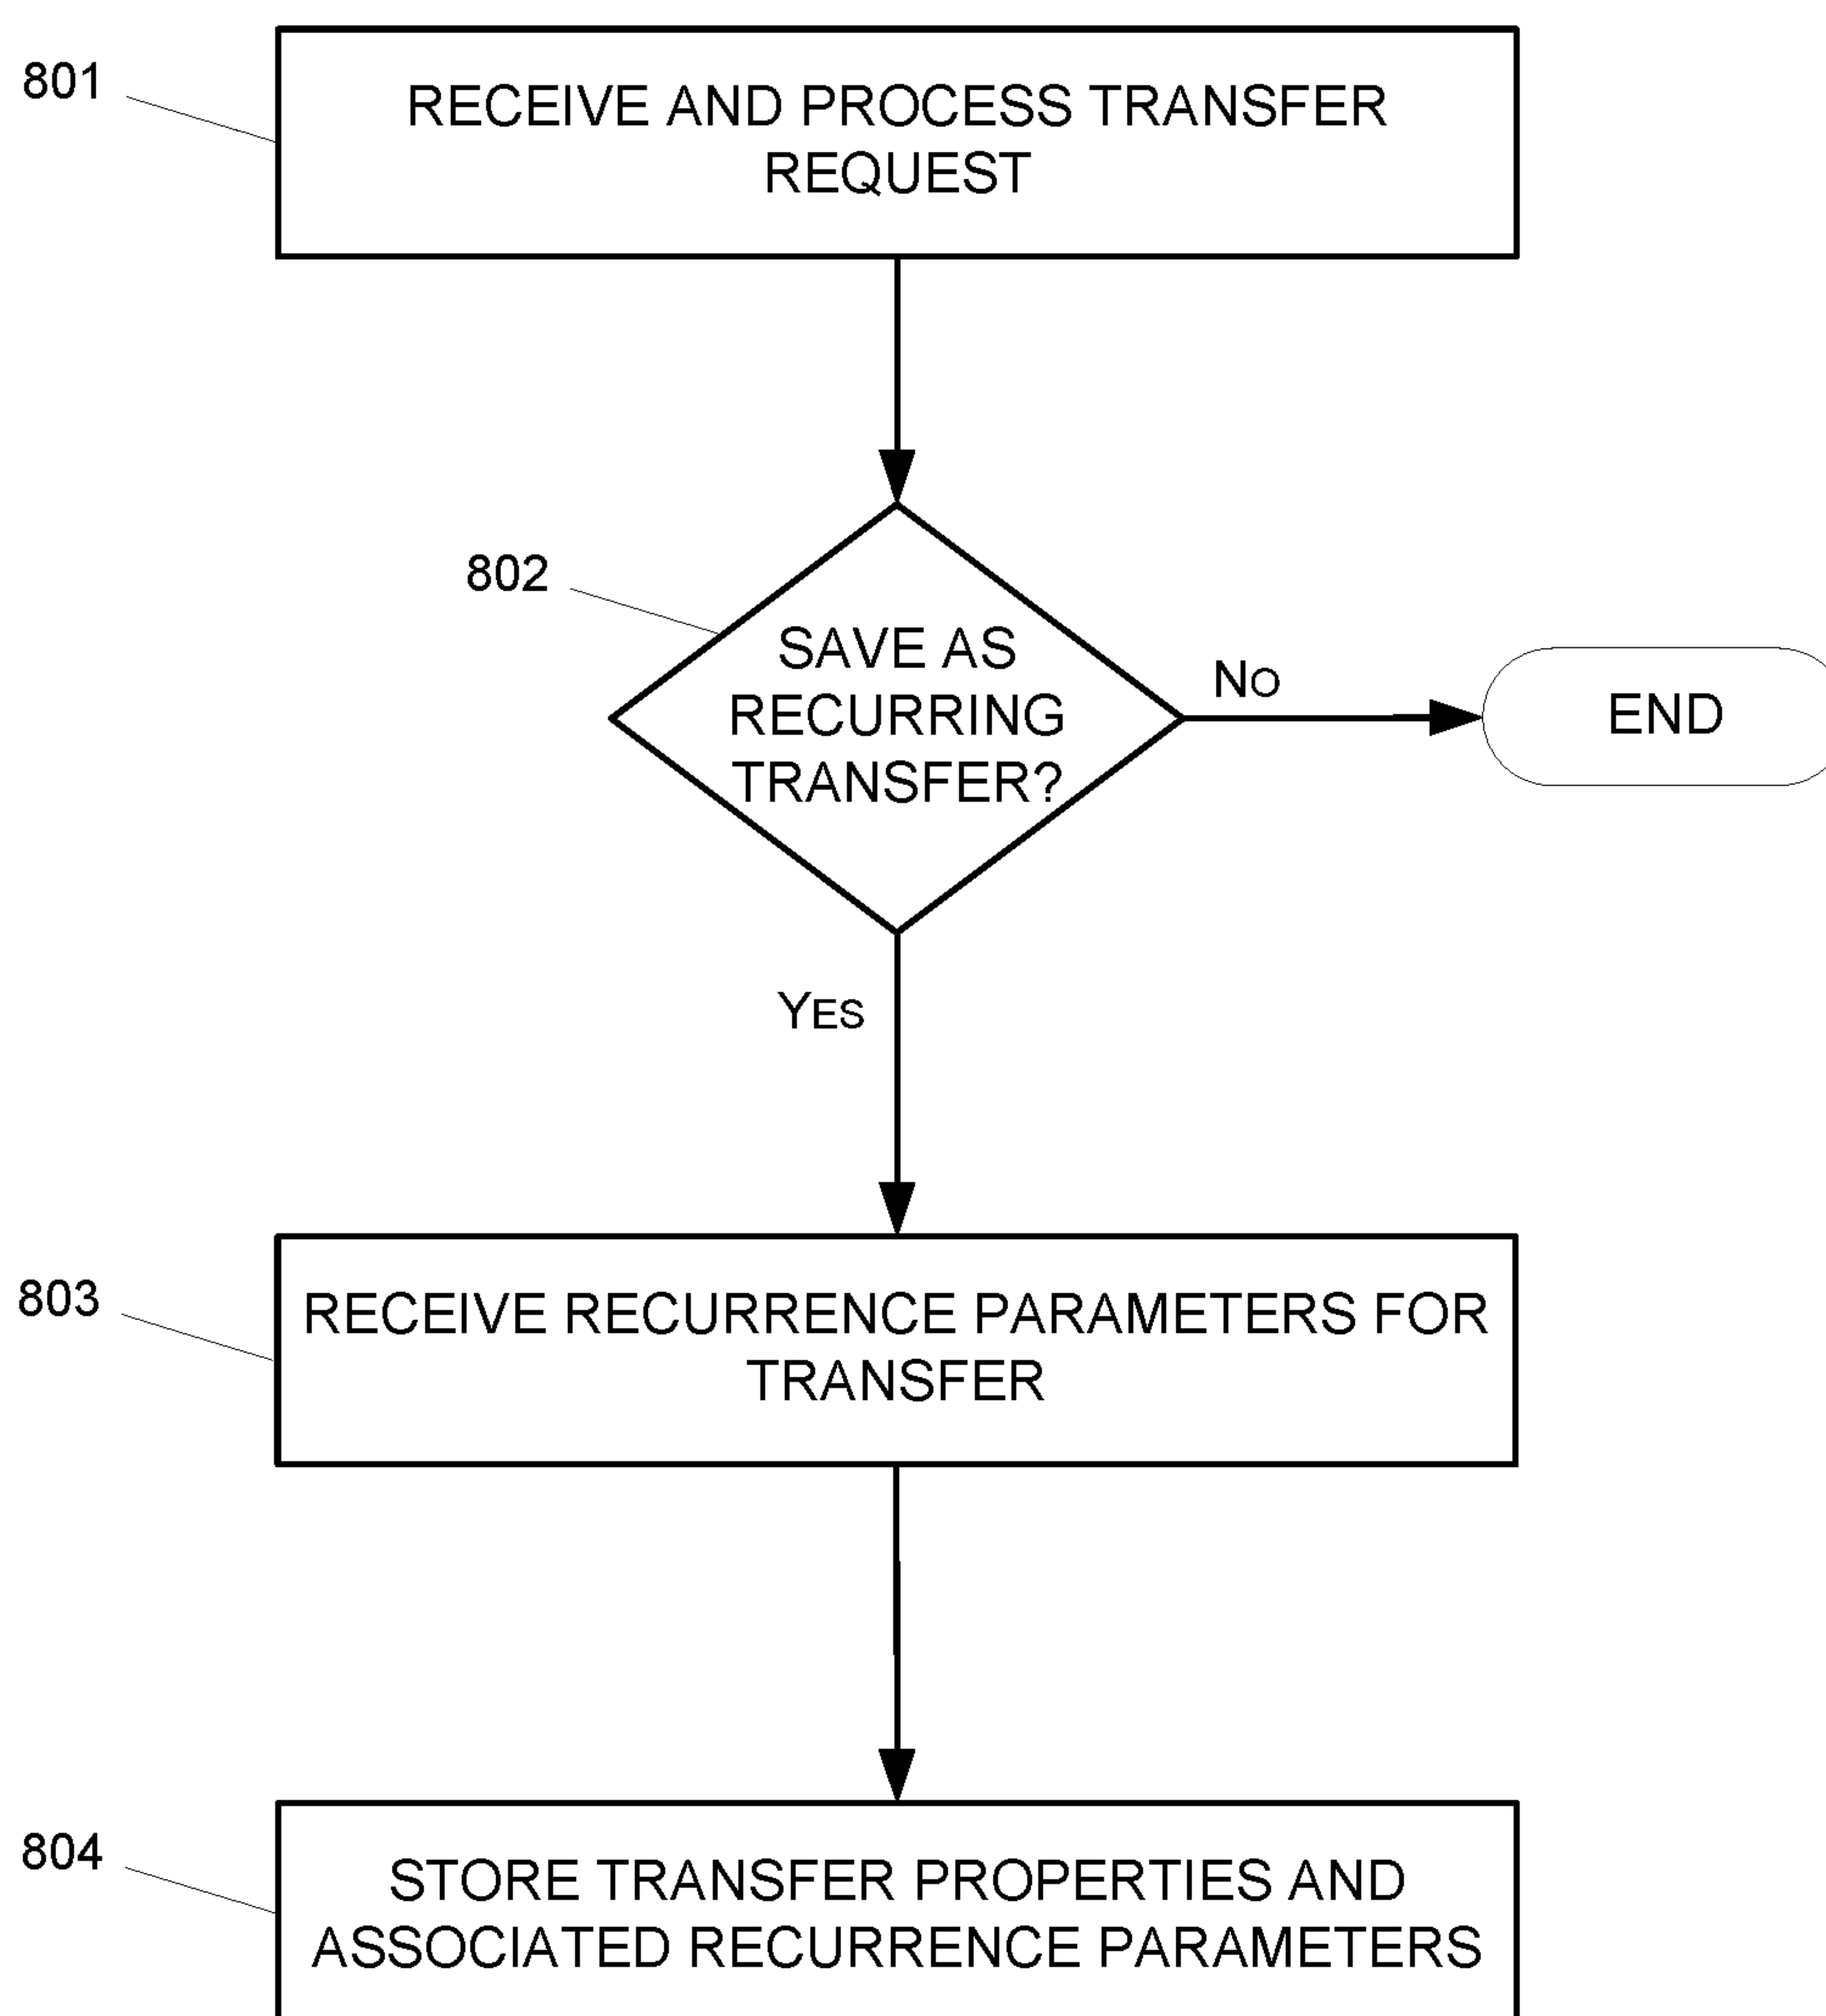 801
RECEIVE AND PROCESS TRANSFER
REQUEST
802
SAVE AS
RECURRING
TRANSFER?
NO
END
YES
803
RECEIVE RECURRENCE PARAMETERS FOR
TRANSFER
804
STORE TRANSFER PROPERTIES AND
ASSOCIATED RECURRENCE PARAMETERS